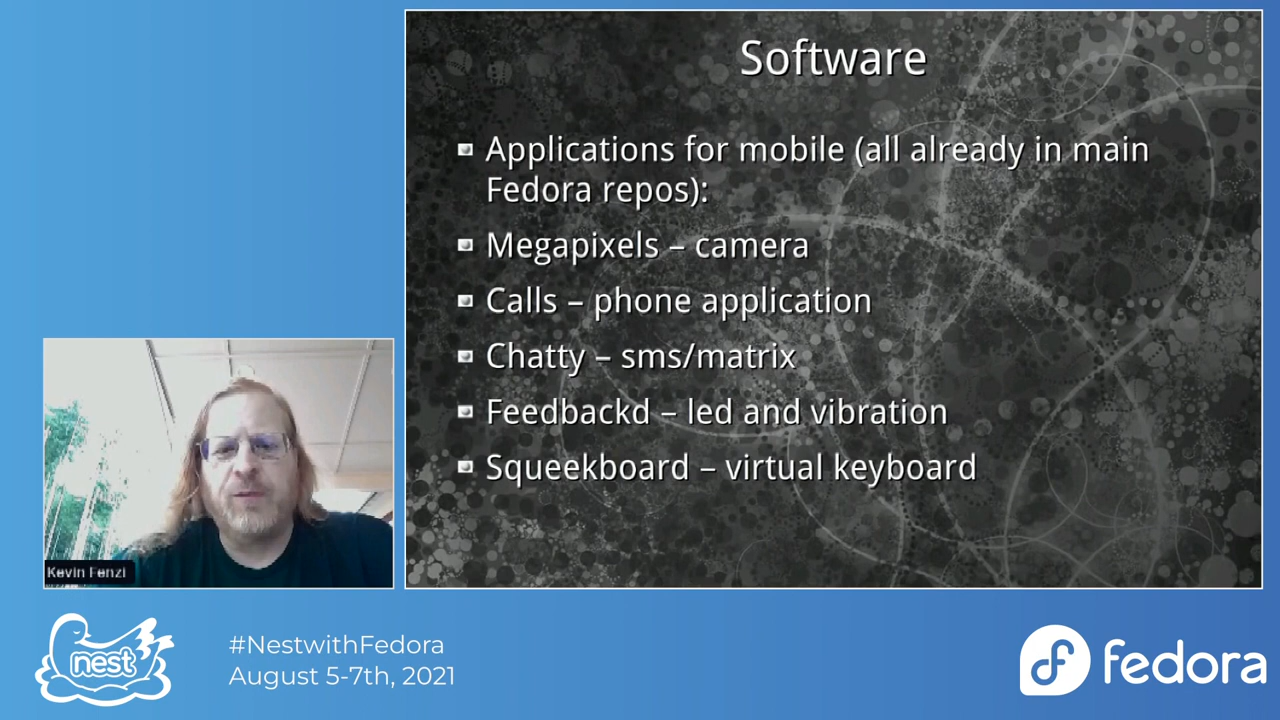 Software
Applications for mobile (all already in main
Fedora repos):
Megapixels – camera
Calls – phone application
Chatty – sms/matrix
Feedbackd – led and vibration
Squeekboard – virtual keyboard
Kevin Fenzi
nest
#NestwithFedora
August 5-7th, 2021
fedora